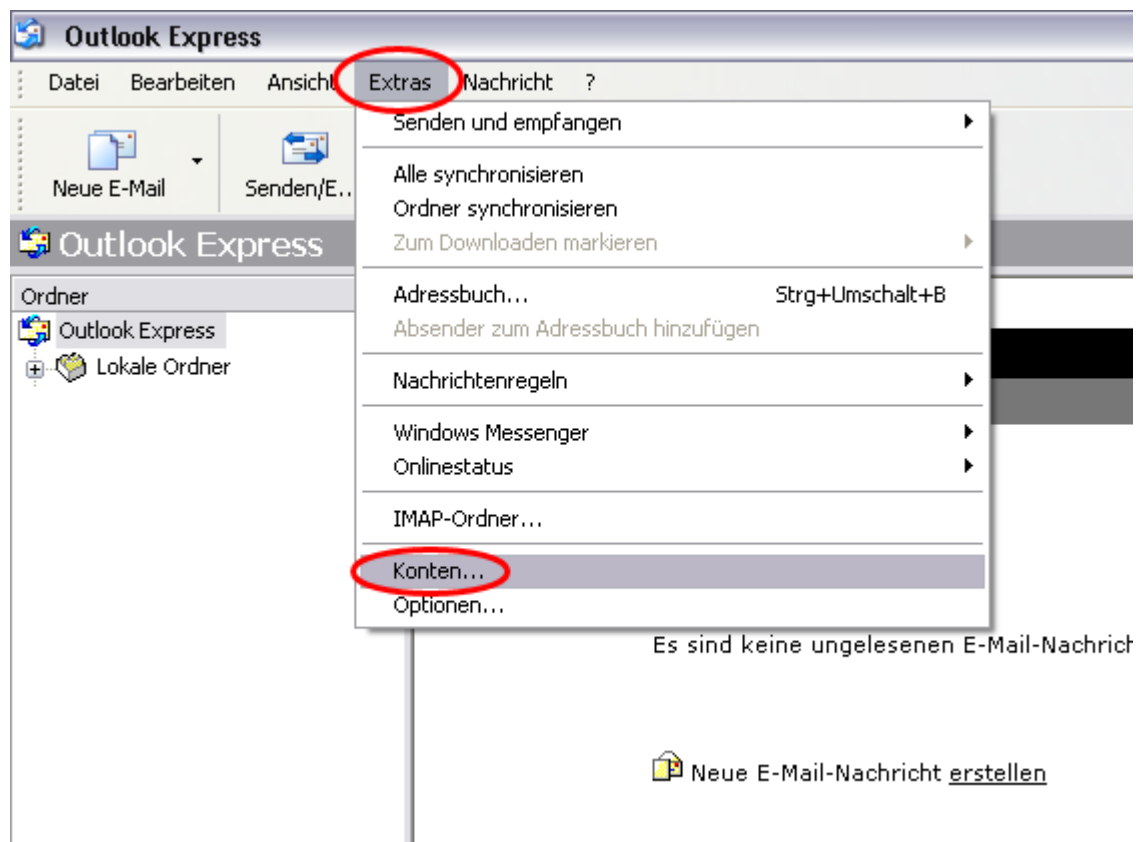 Outlook Express
Datei Bearbeiten Ansicht Extras Nachricht ?
Neue E-Mail
Senden/E...
Senden und empfangen
Alle synchronisieren
Ordner synchronisieren
Zum Downloaden markieren
Adressbuch... Strg+Umschalt+B
Absender zum Adressbuch hinzufügen
Nachrichtenregeln
Windows Messenger
Onlinestatus
IMAP-Ordner...
Konten...
Optionen...
Outlook Express
Ordner
Outlook Express
Lokale Ordner
Es sind keine ungelesenen E-Mail-Nachrich
Neue E-Mail-Nachricht erstellen